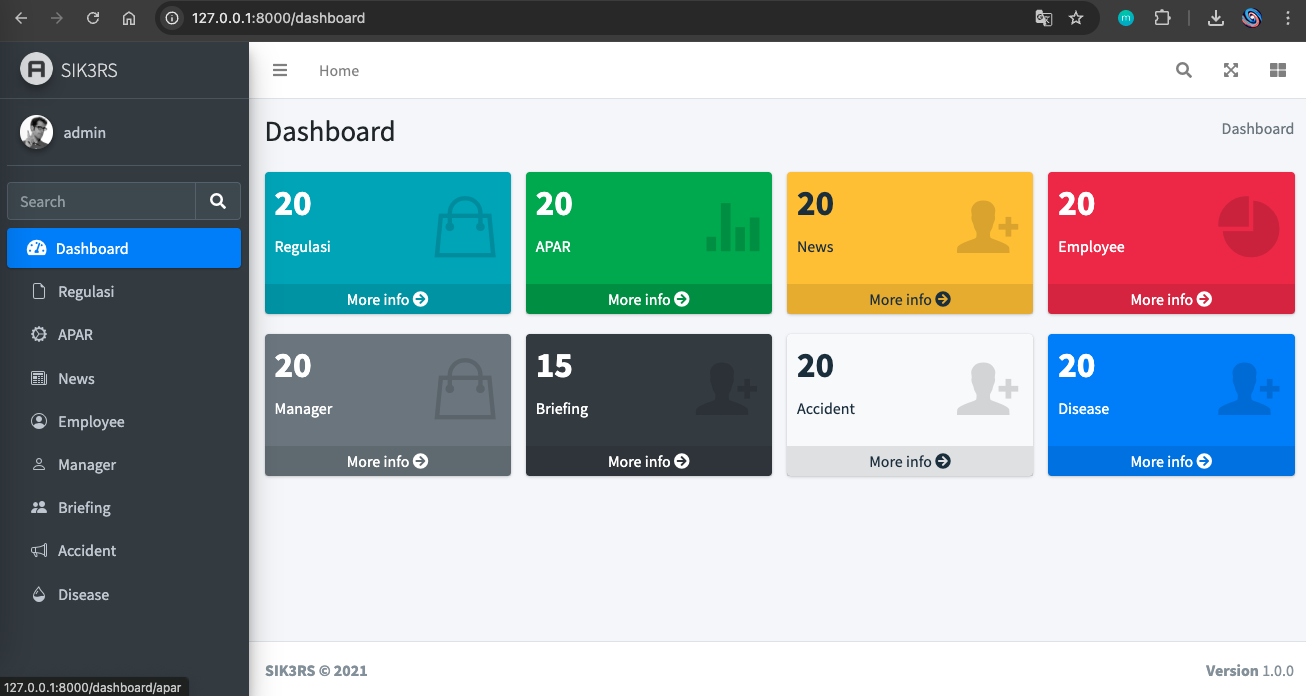 127.0.0.1:8000/dashboard
m
SIK3RS
Home
admin
Dashboard
Dashboard
Search
Dashboard
Regulasi
APAR
News
Employee
Manager
Briefing
Accident
Disease
20
Regulasi
More info
20
APAR
More info
20
News
More info
20
Employee
More info
20
Manager
More info
15
Briefing
More info
20
Accident
More info
20
Disease
More info
SIK3RS © 2021
Version 1.0.0
127.0.0.1:8000/dashboard/apar